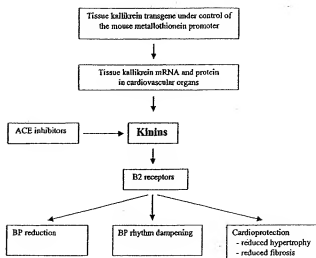 Tissue kallikrein transgene under control of
the mouse metallothionein promoter
Tissue kallikrein mRNA and protein
in cardiovascular organs
ACE inhibitors
Kinins
B2 receptors
BP reduction
BP rhythm dampening
Cardioprotection
- reduced hypertrophy
- reduced fibrosis